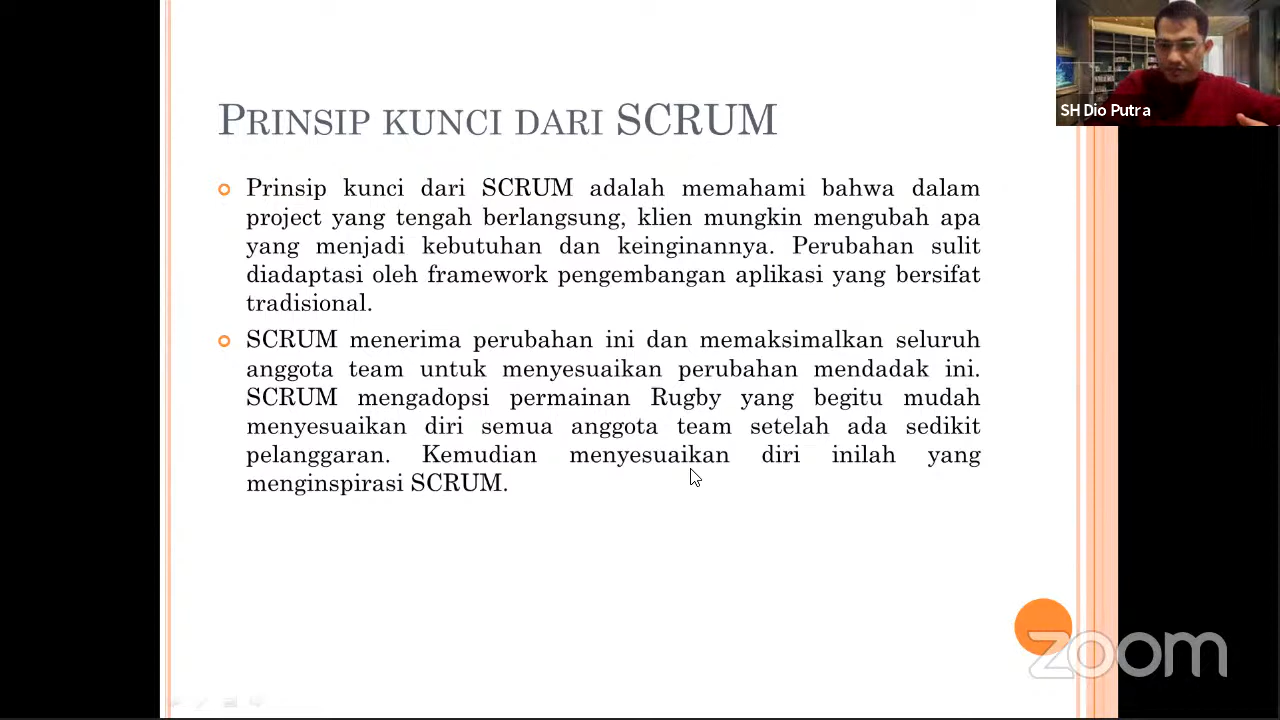 PRINSIP KUNCI DARI SCRUM
Prinsip kunci dari SCRUM adalah memahami bahwa dalam
project yang tengah berlangsung, klien mungkin mengubah apa
yang menjadi kebutuhan dan keinginannya. Perubahan sulit
diadaptasi oleh framework pengembangan aplikasi yang bersifat
tradisional.
SCRUM menerima perubahan ini dan memaksimalkan seluruh
anggota team untuk menyesuaikan perubahan mendadak ini.
SCRUM mengadopsi permainan Rugby yang begitu mudah
menyesuaikan diri semua anggota team setelah ada sedikit
pelanggaran. Kemudian menyesuaikan diri inilah yang
menginspirasi SCRUM.
SH Dio Putra
zoom